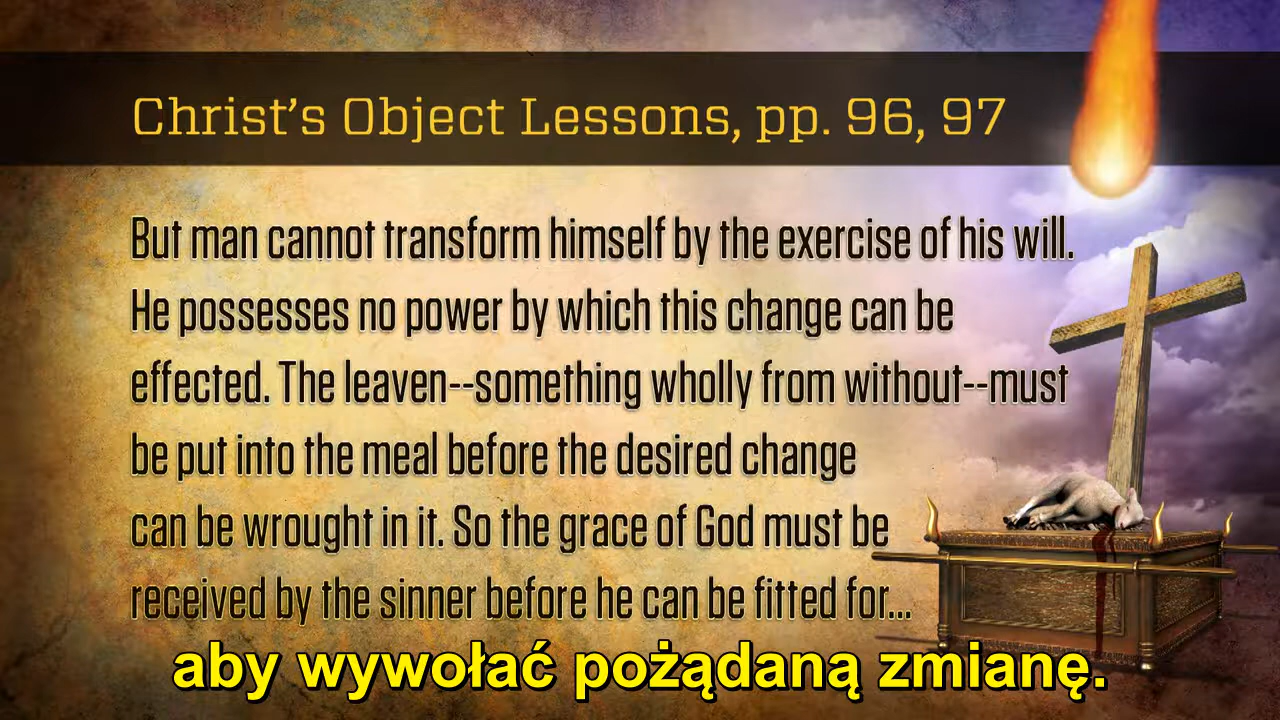 Christ's Object Lessons, pp. 96, 97
But man cannot transform himself by the exercise of his will.
He possesses no power by which this change can be
effected. The leaven--something wholly from without--must
be put into the meal before the desired change
can be wrought in it. So the grace of God must be
received by the sinner before he can be fitted for...
aby wywołać pożądaną zmianę.